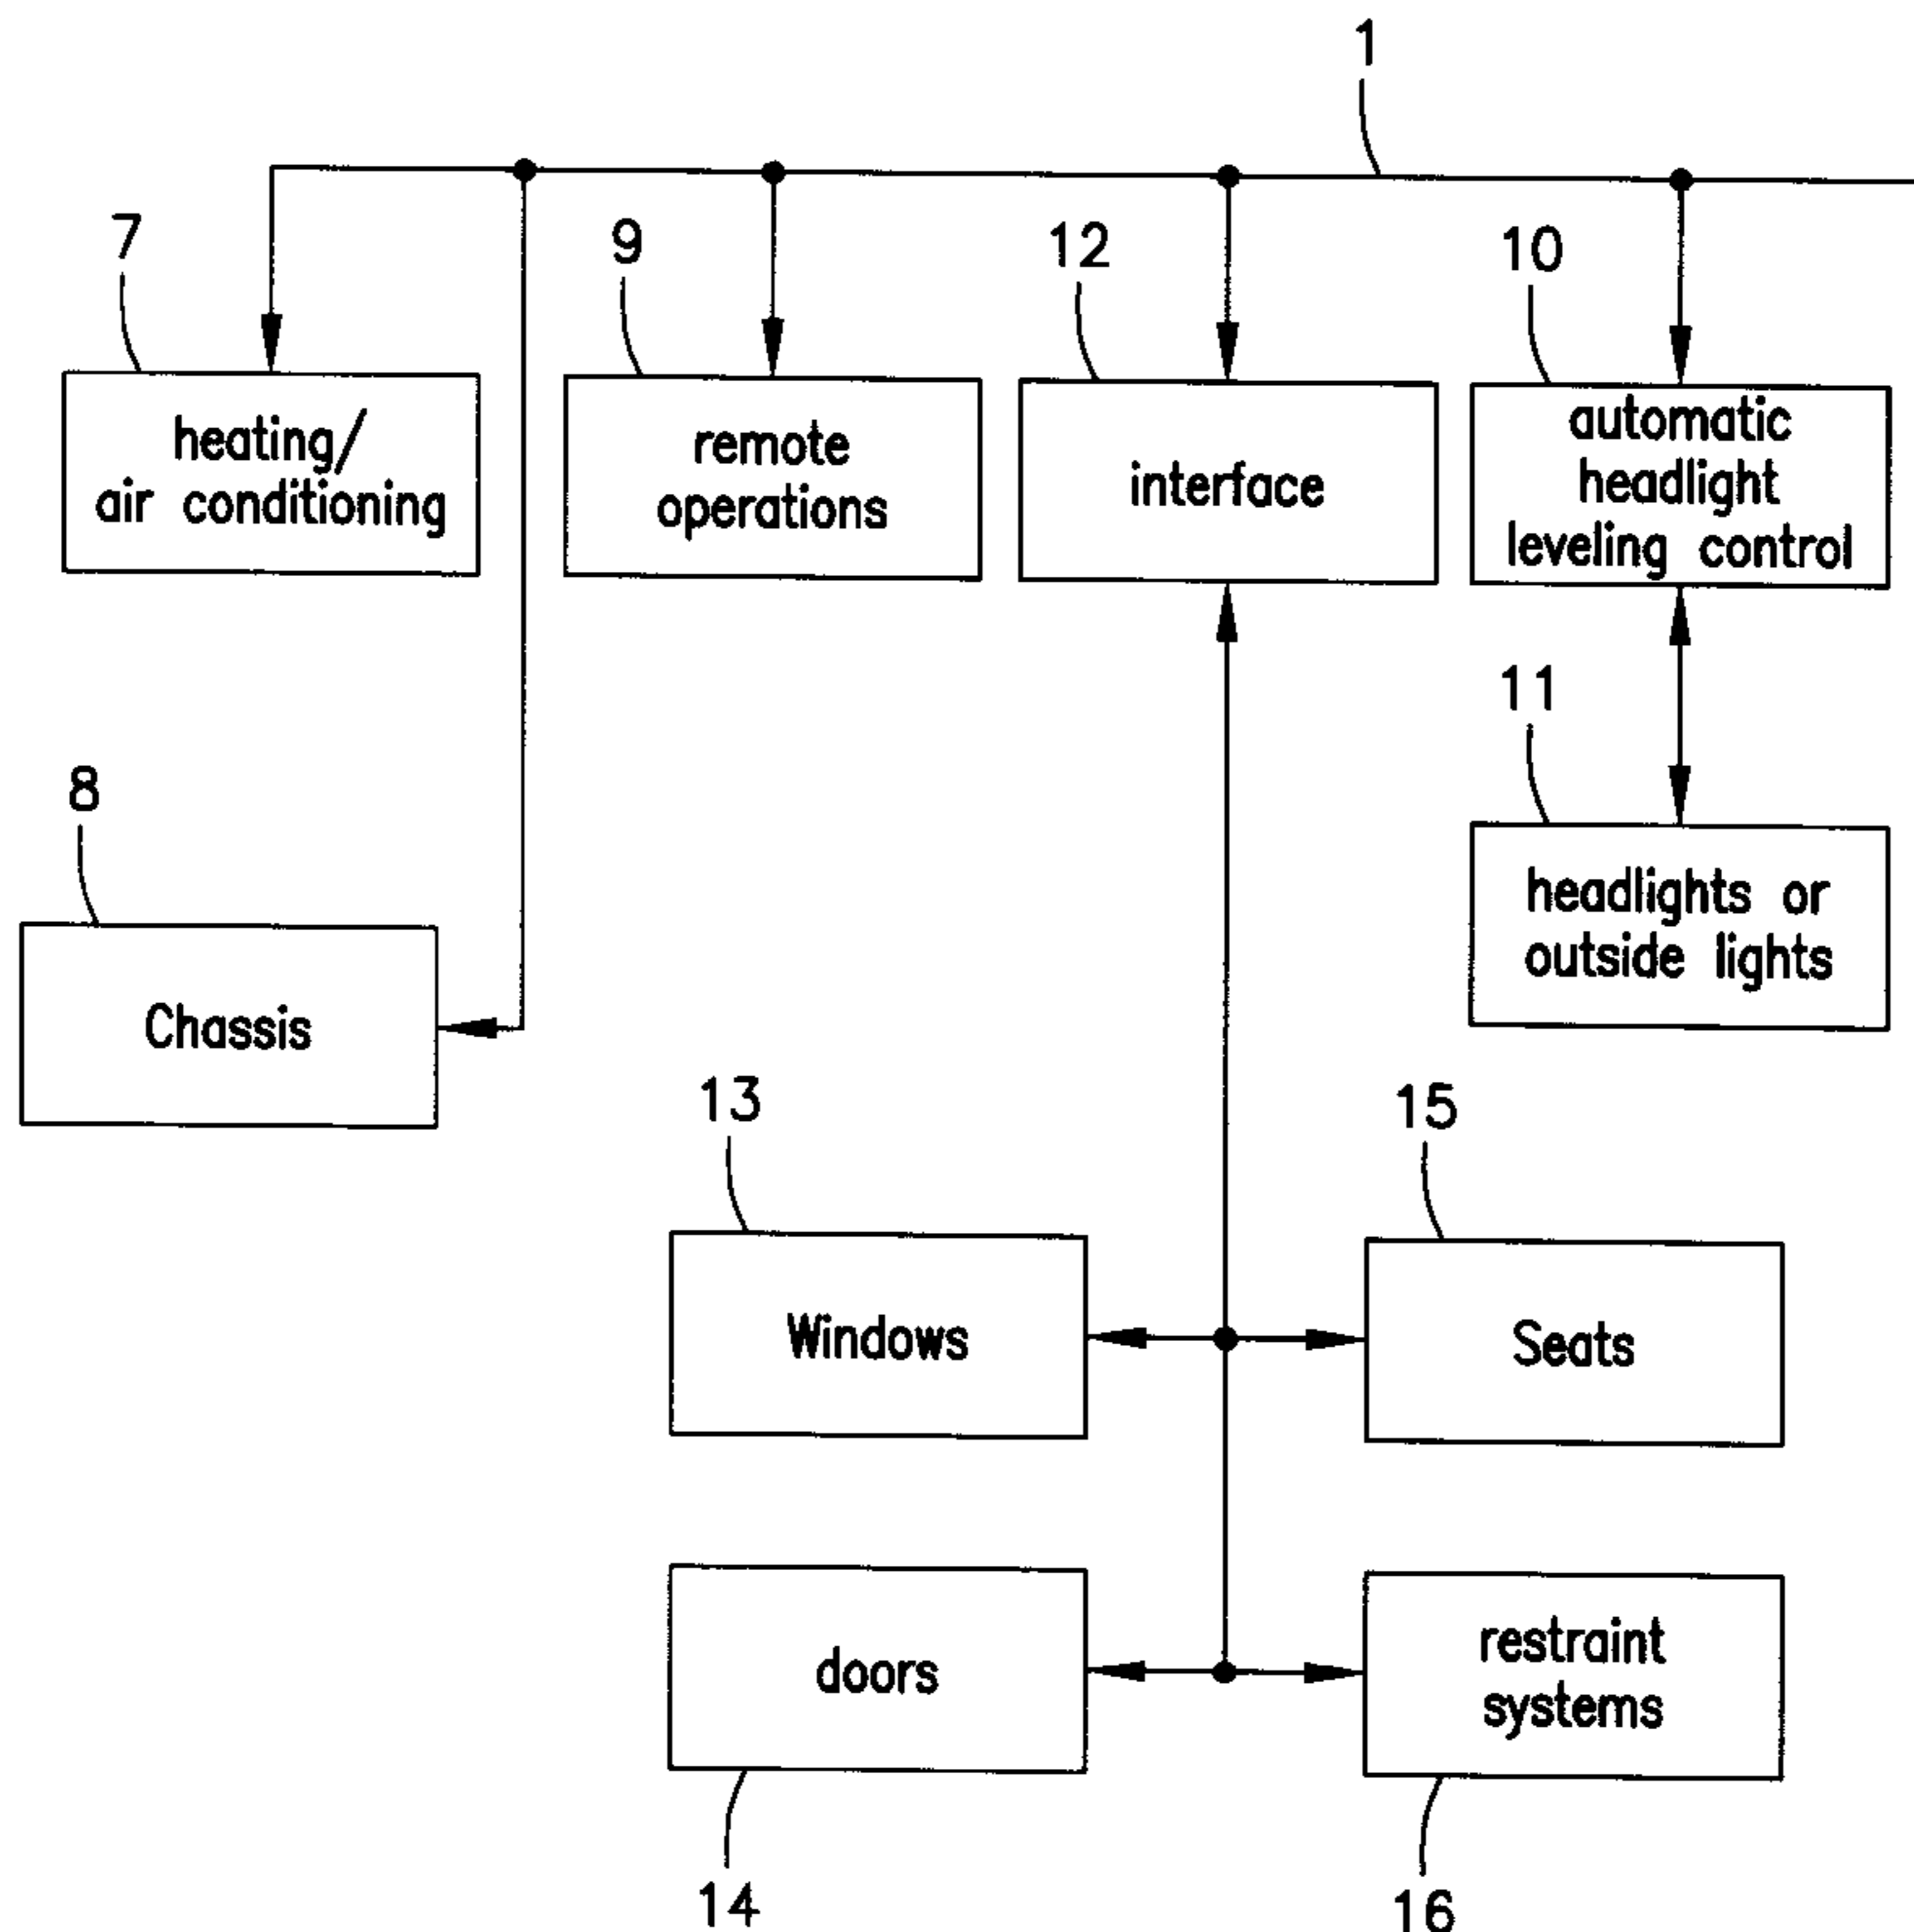 1
7
9
12
10
heating/
air conditioning
remote
operations
interface
automatic
headlight
leveling control
11
8
headlights or
outside lights
Chassis
13
15
Windows
Seats
doors
restraint
systems
14
16